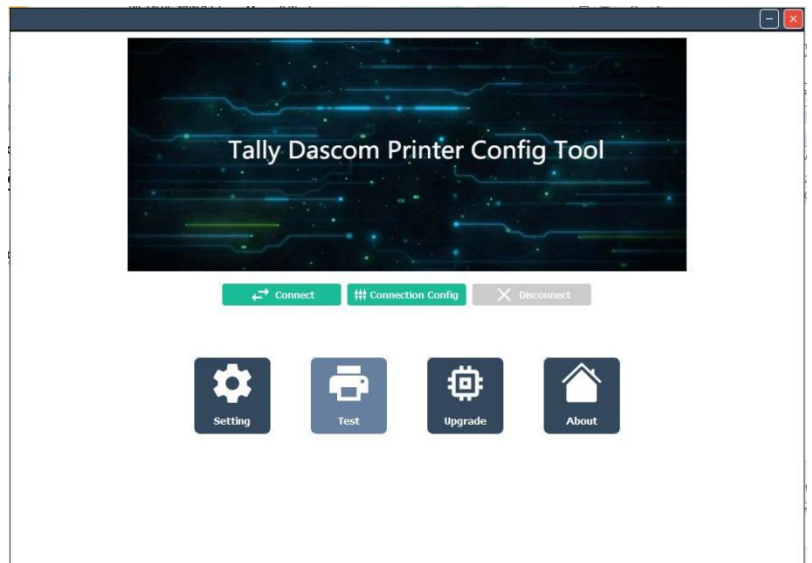 Tally Dascom Printer Config Tool
Connect
Connection Config
Disconnect
Setting
Test
Upgrade
About